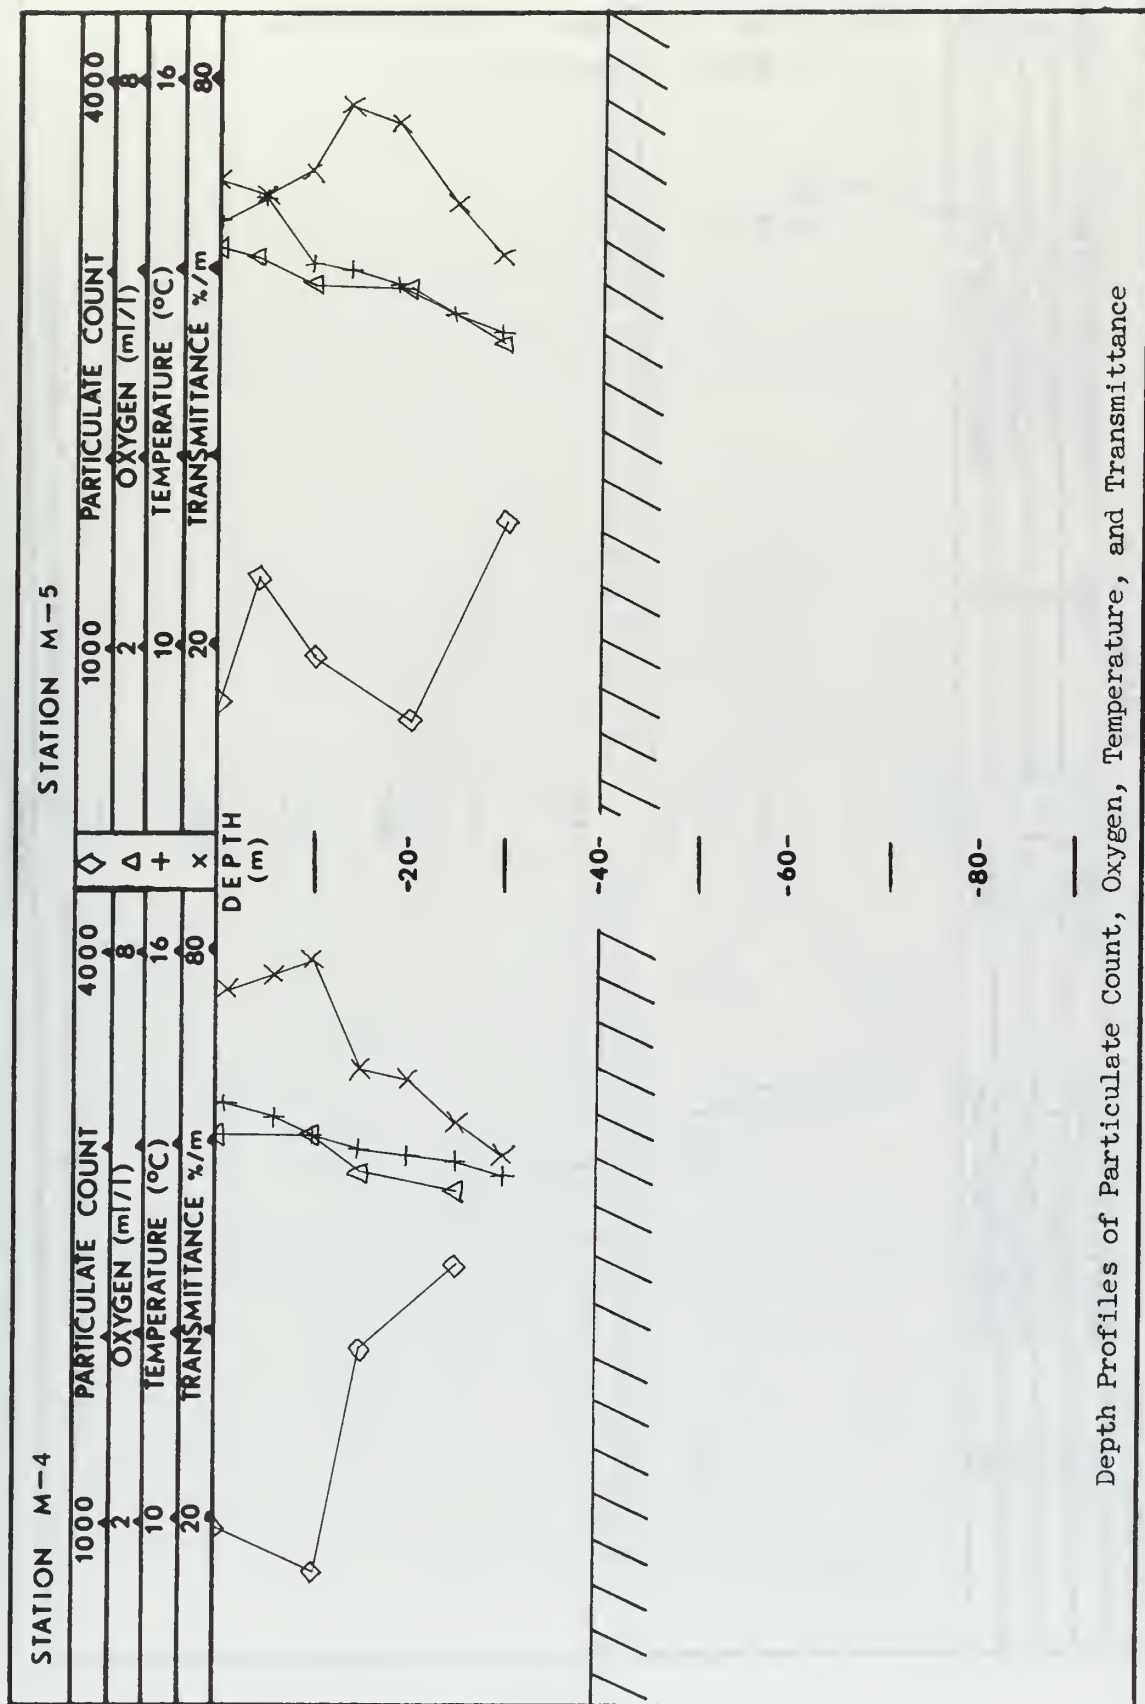 STATION M-4
STATION M-5
1000 PARTICULATE COUNT 4000 ◇ 1000 PARTICULATE COUNT 4000
2 OXYGEN (ml/l) 8 Δ 2 OXYGEN (ml/l) 8
10 TEMPERATURE (°C) 16 + 10 TEMPERATURE (°C) 16
20 TRANSMITTANCE %/m 80 x 20 TRANSMITTANCE %/m 80
DEPTH
(m)
-20-
-40-
-60-
-80-
Depth Profiles of Particulate Count, Oxygen, Temperature, and Transmittance